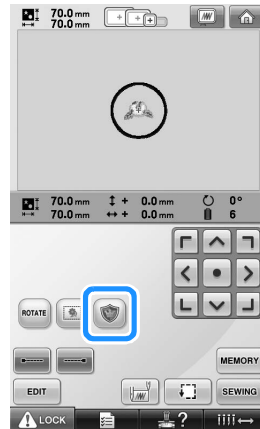 70.0 mm
70.0 mm
70.0 mm + 0.0 mm 0°
70.0 mm + 0.0 mm 6
ROTATE
MEMORY
EDIT
SEWING
LOCK ?